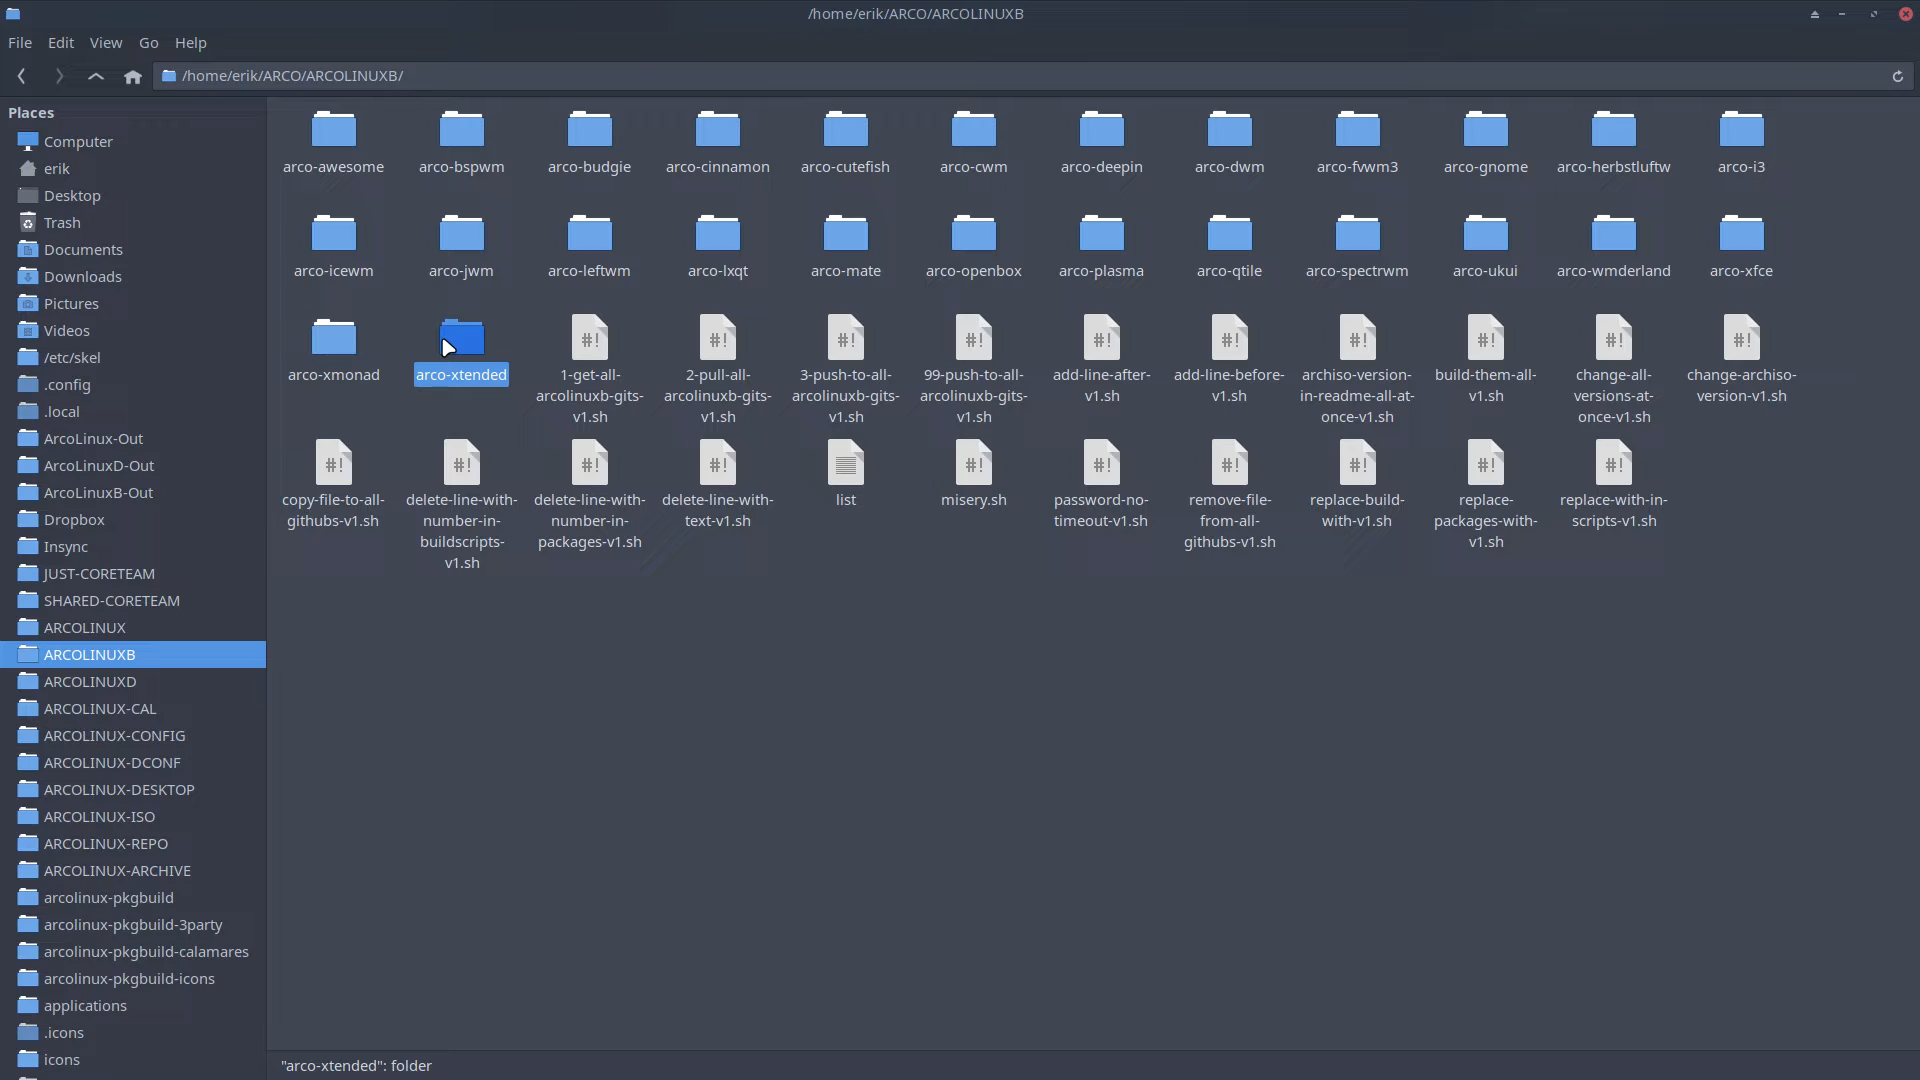 /home/erik/ARCO/ARCOLINUXB
File Edit View Go Help
/home/erik/ARCO/ARCOLINUXB/
Places
Computer
erik
Desktop
Trash
Documents
Downloads
Pictures
Videos
/etc/skel
.config
.local
ArcoLinux-Out
ArcoLinuxD-Out
ArcoLinuxB-Out
Dropbox
Insync
JUST-CORETEAM
SHARED-CORETEAM
ARCOLINUX
ARCOLINUXB
ARCOLINUXD
ARCOLINUX-CAL
ARCOLINUX-CONFIG
ARCOLINUX-DCONF
ARCOLINUX-DESKTOP
ARCOLINUX-ISO
ARCOLINUX-REPO
ARCOLINUX-ARCHIVE
arcolinux-pkgbuild
arcolinux-pkgbuild-3party
arcolinux-pkgbuild-calamares
arcolinux-pkgbuild-icons
applications
.icons
icons
arco-awesome
arco-bspwm
arco-budgie
arco-cinnamon
arco-cutefish
arco-cwm
arco-deepin
arco-dwm
arco-fvwm3
arco-gnome
arco-herbstluftw
arco-i3
arco-icewm
arco-jwm
arco-leftwm
arco-lxqt
arco-mate
arco-openbox
arco-plasma
arco-qtile
arco-spectrwm
arco-ukui
arco-wmderland
arco-xfce
arco-xmonad
arco-xtended
#!
1-get-all-
arcolinuxb-gits-
v1.sh
#!
2-pull-all-
arcolinuxb-gits-
v1.sh
#!
3-push-to-all-
arcolinuxb-gits-
v1.sh
#!
99-push-to-all-
arcolinuxb-gits-
v1.sh
#!
add-line-after-
v1.sh
#!
add-line-before-
v1.sh
#!
archiso-version-
in-readme-all-at-
once-v1.sh
#!
build-them-all-
v1.sh
#!
change-all-
versions-at-
once-v1.sh
#!
change-archiso-
version-v1.sh
#!
copy-file-to-all-
githubs-v1.sh
#!
delete-line-with-
number-in-
buildscripts-
v1.sh
#!
delete-line-with-
number-in-
packages-v1.sh
#!
delete-line-with-
text-v1.sh
list
#!
misery.sh
#!
password-no-
timeout-v1.sh
#!
remove-file-
from-all-
githubs-v1.sh
#!
replace-build-
with-v1.sh
#!
replace-
packages-with-
v1.sh
#!
replace-with-in-
scripts-v1.sh
"arco-xtended": folder